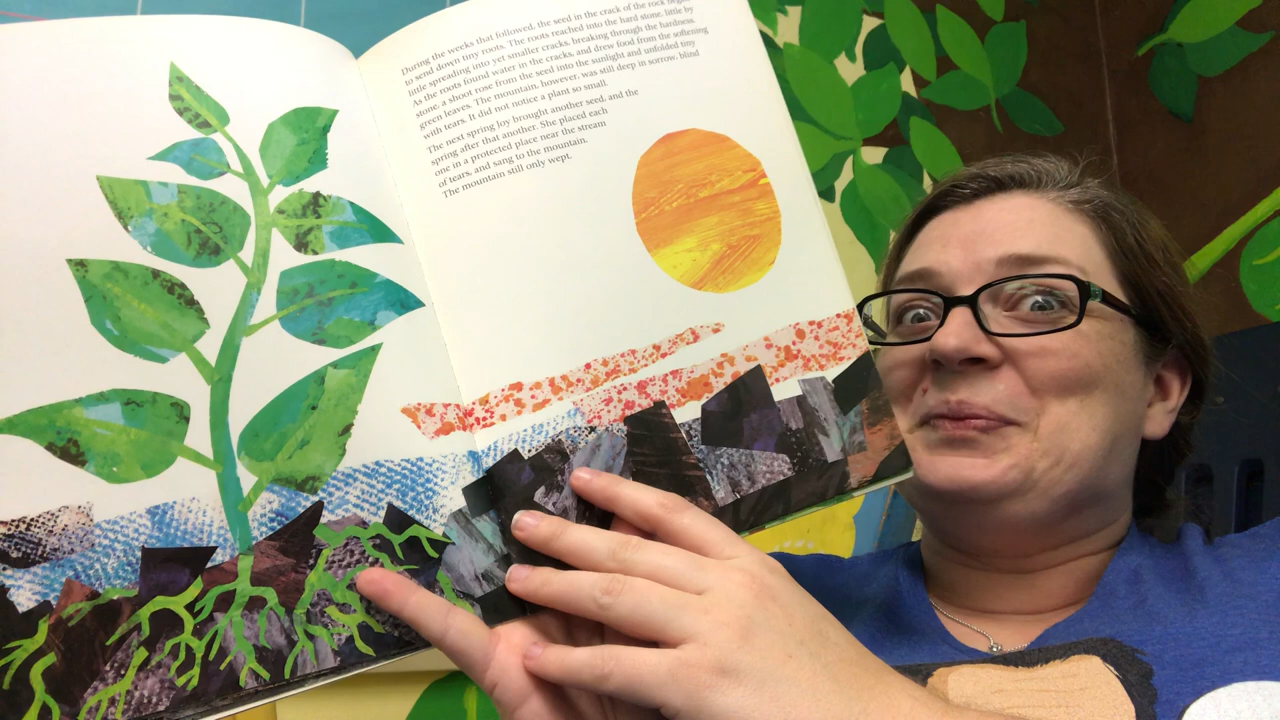 During the weeks that followed, the seed in the crack of the rock began
to send down tiny roots. The roots reached into the hard stone, little by
little spreading into yet smaller cracks, breaking through the hardness.
As the roots found water in the cracks, and drew food from the softening
stone, a shoot rose from the seed into the sunlight and unfolded tiny
green leaves. The mountain, however, was still deep in sorrow, blind
with tears. It did not notice a plant so small.
The next spring Joy brought another seed, and the
spring after that another. She placed each
one in a protected place near the stream
of tears, and sang to the mountain.
The mountain still only wept.